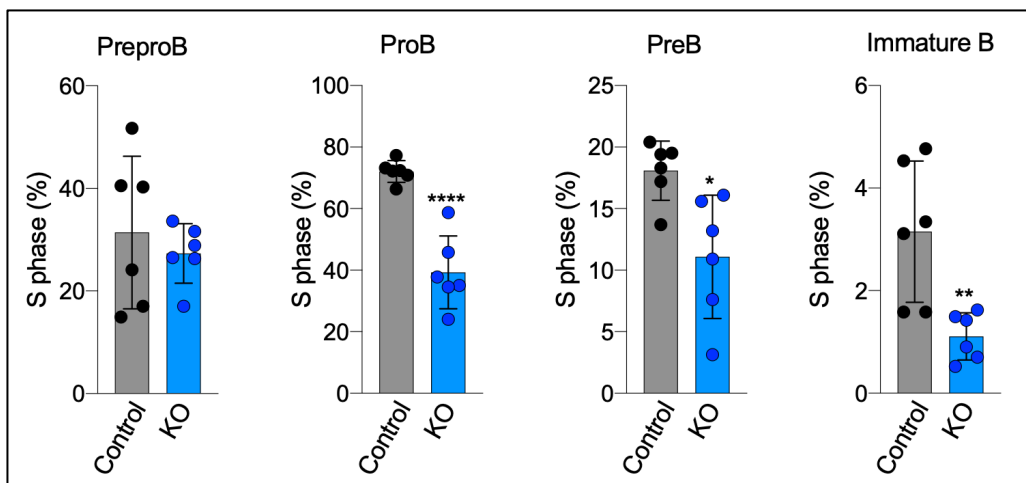 PreproB
S phase (%)
60
40
20
0
Control
KO
ProB
S phase (%)
100
80
60
40
20
0
****
Control
KO
PreB
S phase (%)
25
20
15
10
5
0
*
Control
KO
Immature B
S phase (%)
6
4
2
0
**
Control
KO